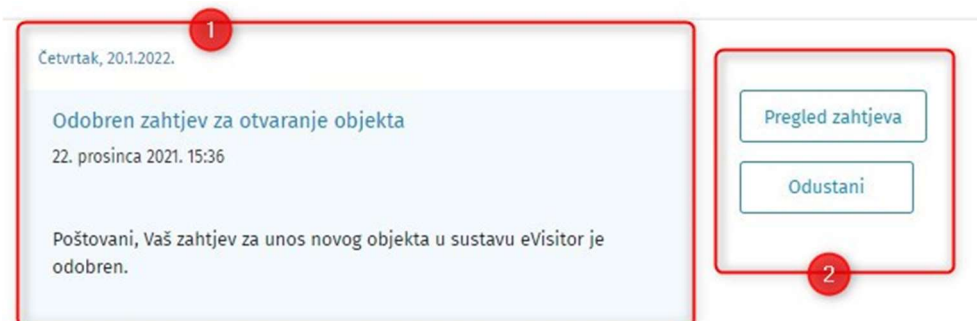 1
Četvrtak, 20.1.2022.
Odobren zahtjev za otvaranje objekta
22. prosinca 2021. 15:36
Poštovani, Vaš zahtjev za unos novog objekta u sustavu eVisitor je
odobren.
Pregled zahtjeva
Odustani
2